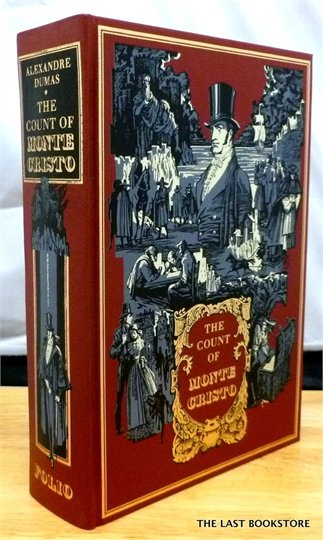 ALEXANDRE
DUMAS
THE
COUNT OF
MONTE
CRISTO
FOLIO
THE
COUNT
OF
MONTE
CRISTO
THE LAST BOOKSTORE